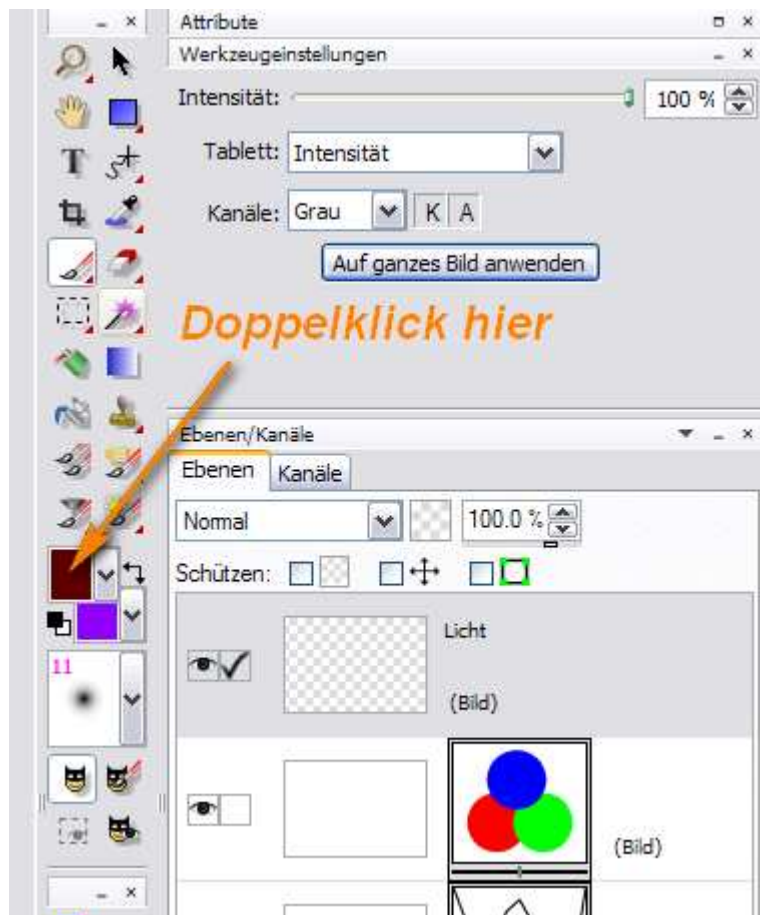 Attribute
Werkzeugeinstellungen
Intensität: 100 %
Tablett: Intensität
Kanäle: Grau K A
Auf ganzes Bild anwenden
Doppelklick hier
Ebenen/Kanäle
Ebenen Kanäle
Normal 100.0 %
Schützen:
Licht
(Bild)
11
(Bild)